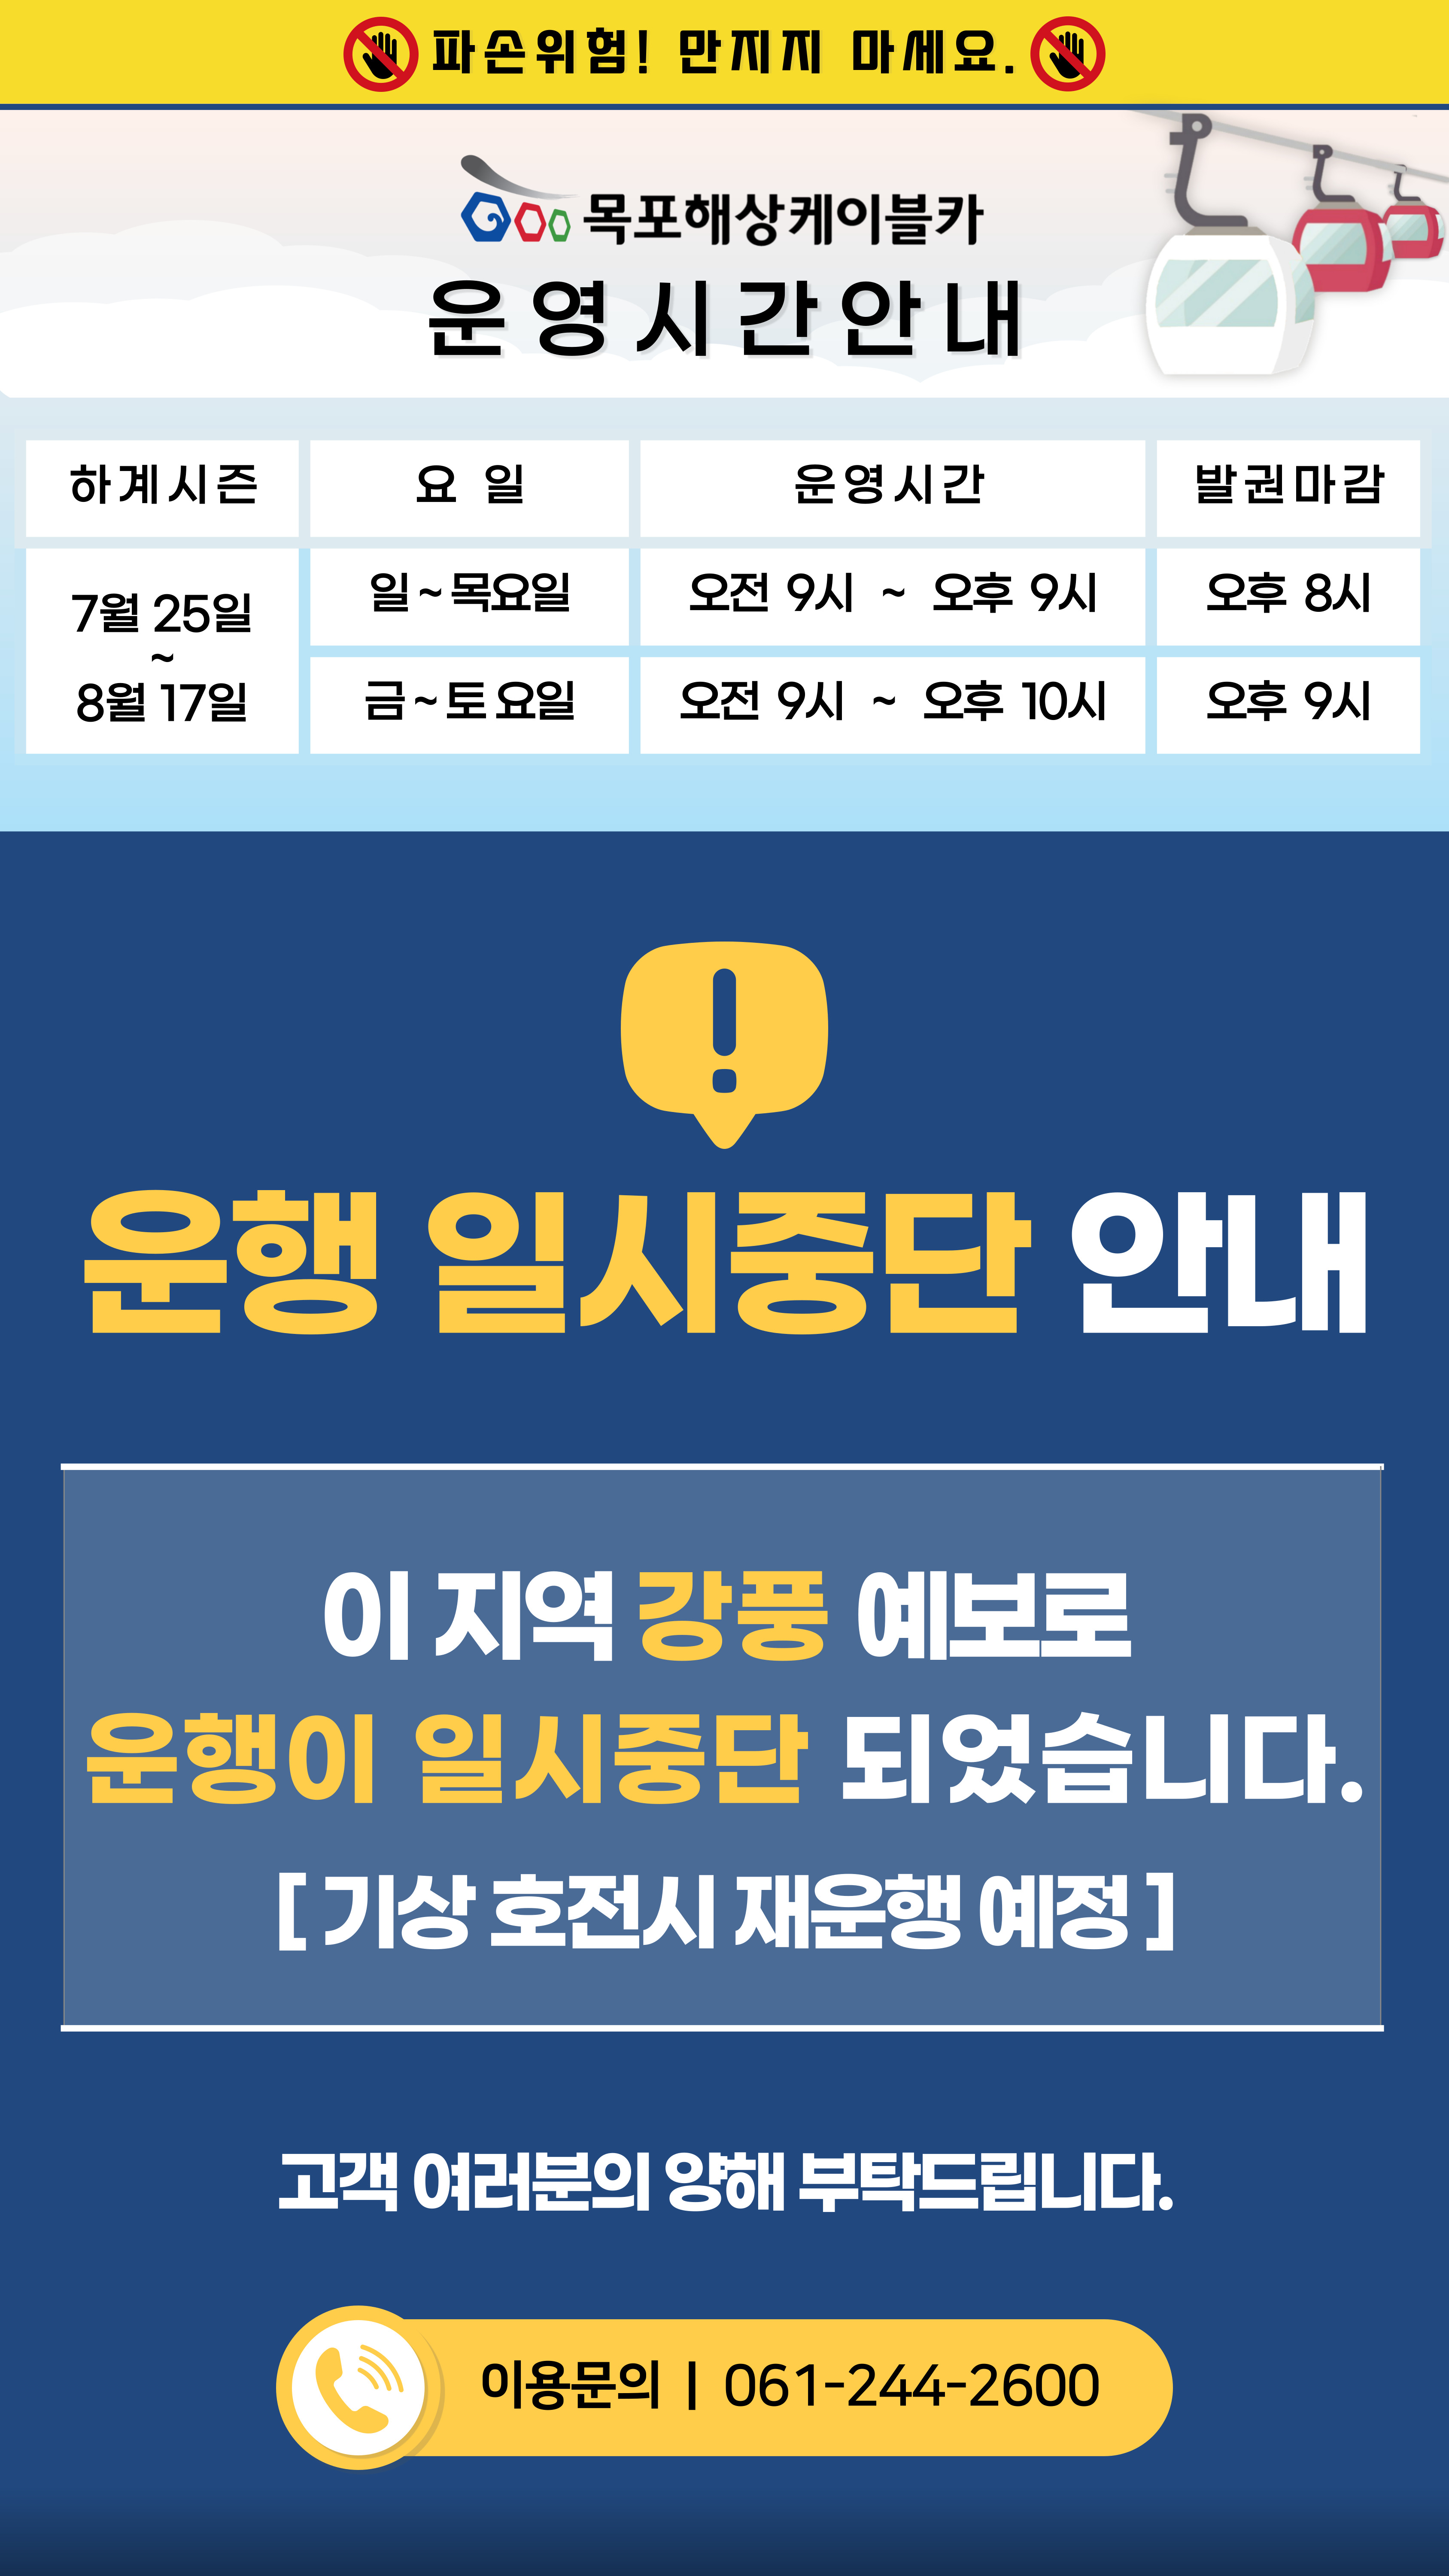 파손위험! 만지지 마세요.
목포해상케이블카
운영시간안내
하계시즌 요 일 운영시간 발권마감
7월 25일 ~ 8월 17일
일~목요일 오전 9시 ~ 오후 9시 오후 8시
금~토요일 오전 9시 ~ 오후 10시 오후 9시
운행 일시중단 안내
이 지역 강풍 예보로
운행이 일시중단 되었습니다.
[ 기상 호전시 재운행 예정 ]
고객 여러분의 양해 부탁드립니다.
이용문의 | 061-244-2600